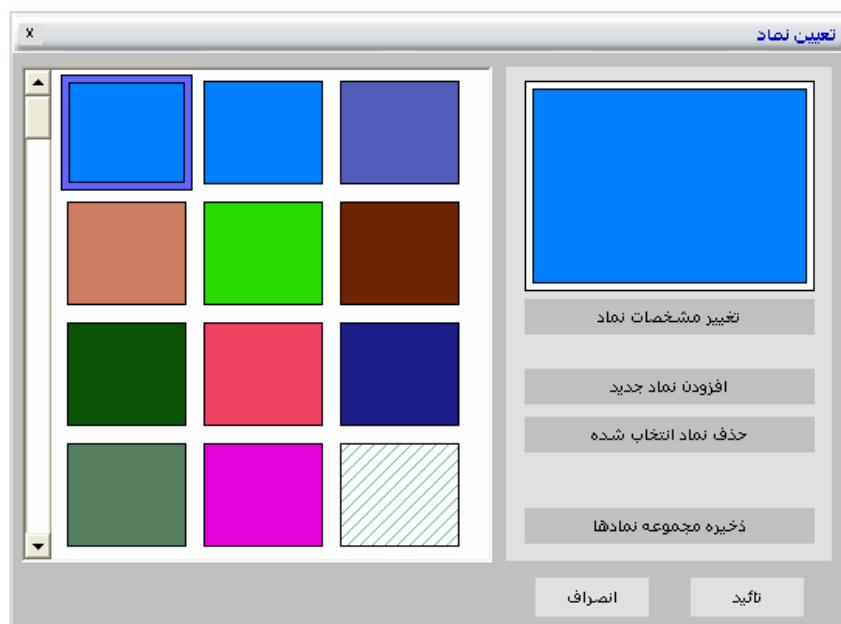 تعیین نماد
x
تغییر مشخصات نماد
افزودن نماد جدید
حذف نماد انتخاب شده
ذخیره مجموعه نمادها
تائید
انصراف